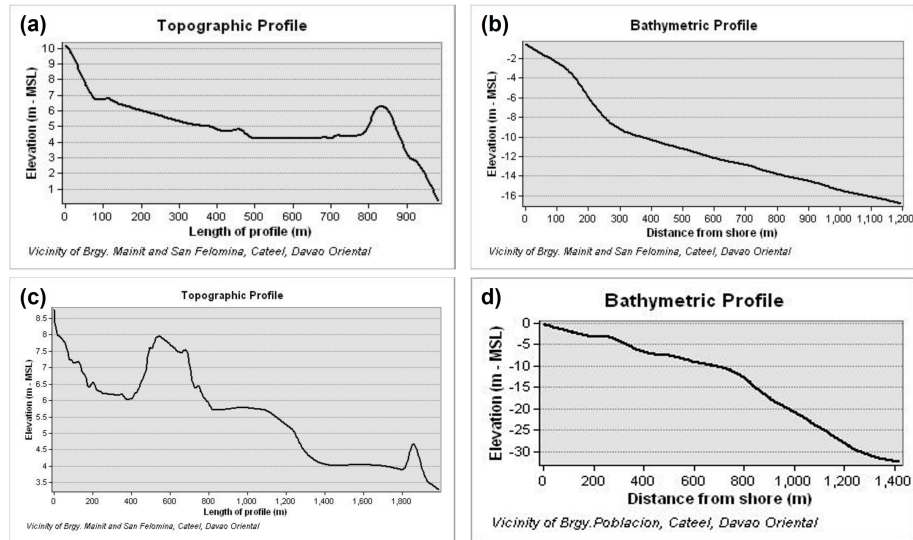 (a)
Topographic Profile
Elevation (m - MSL)
10
9
8
7
6
5
4
3
2
1
0 100 200 300 400 500 600 700 800 900
Length of profile (m)
Vicinity of Brgy. Mainit and San Felomina, Cateel, Davao Oriental
(b)
Bathymetric Profile
Elevation (m - MSL)
-2
-4
-6
-8
-10
-12
-14
-16
0 100 200 300 400 500 600 700 800 900 1,000 1,100 1,200
Distance from shore (m)
Vicinity of Brgy. Mainit and San Felomina, Cateel, Davao Oriental
(c)
Topographic Profile
Elevation (m - MSL)
8.5
8
7.5
7
6.5
6
5.5
5
4.5
4
3.5
0 200 400 600 800 1,000 1,200 1,400 1,600 1,800
Length of profile (m)
Vicinity of Brgy. Mainit and San Felomina, Cateel, Davao Oriental
d)
Bathymetric Profile
Elevation (m - MSL)
0
-5
-10
-15
-20
-25
-30
0 200 400 600 800 1,000 1,200 1,400
Distance from shore (m)
Vicinity of Brgy.Poblacion, Cateel, Davao Oriental